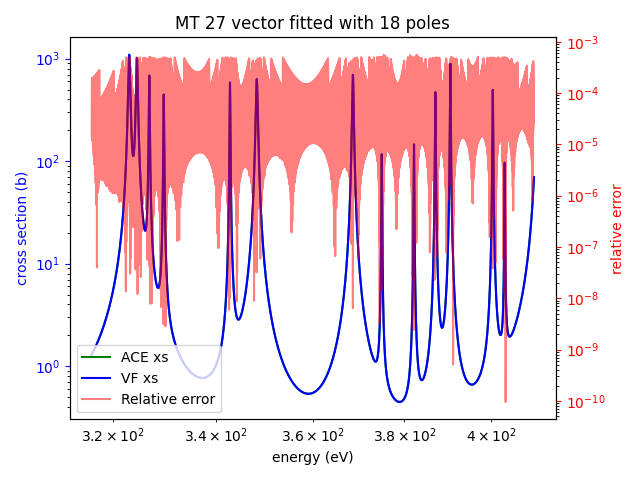 MT 27 vector fitted with 18 poles
cross section (b)
10³
10²
10¹
10⁰
10⁻³
10⁻⁴
10⁻⁵
10⁻⁶
10⁻⁷
10⁻⁸
10⁻⁹
10⁻¹⁰
relative error
ACE xs
VF xs
Relative error
3.2 × 10² 3.4 × 10² 3.6 × 10² 3.8 × 10² 4 × 10²
energy (eV)